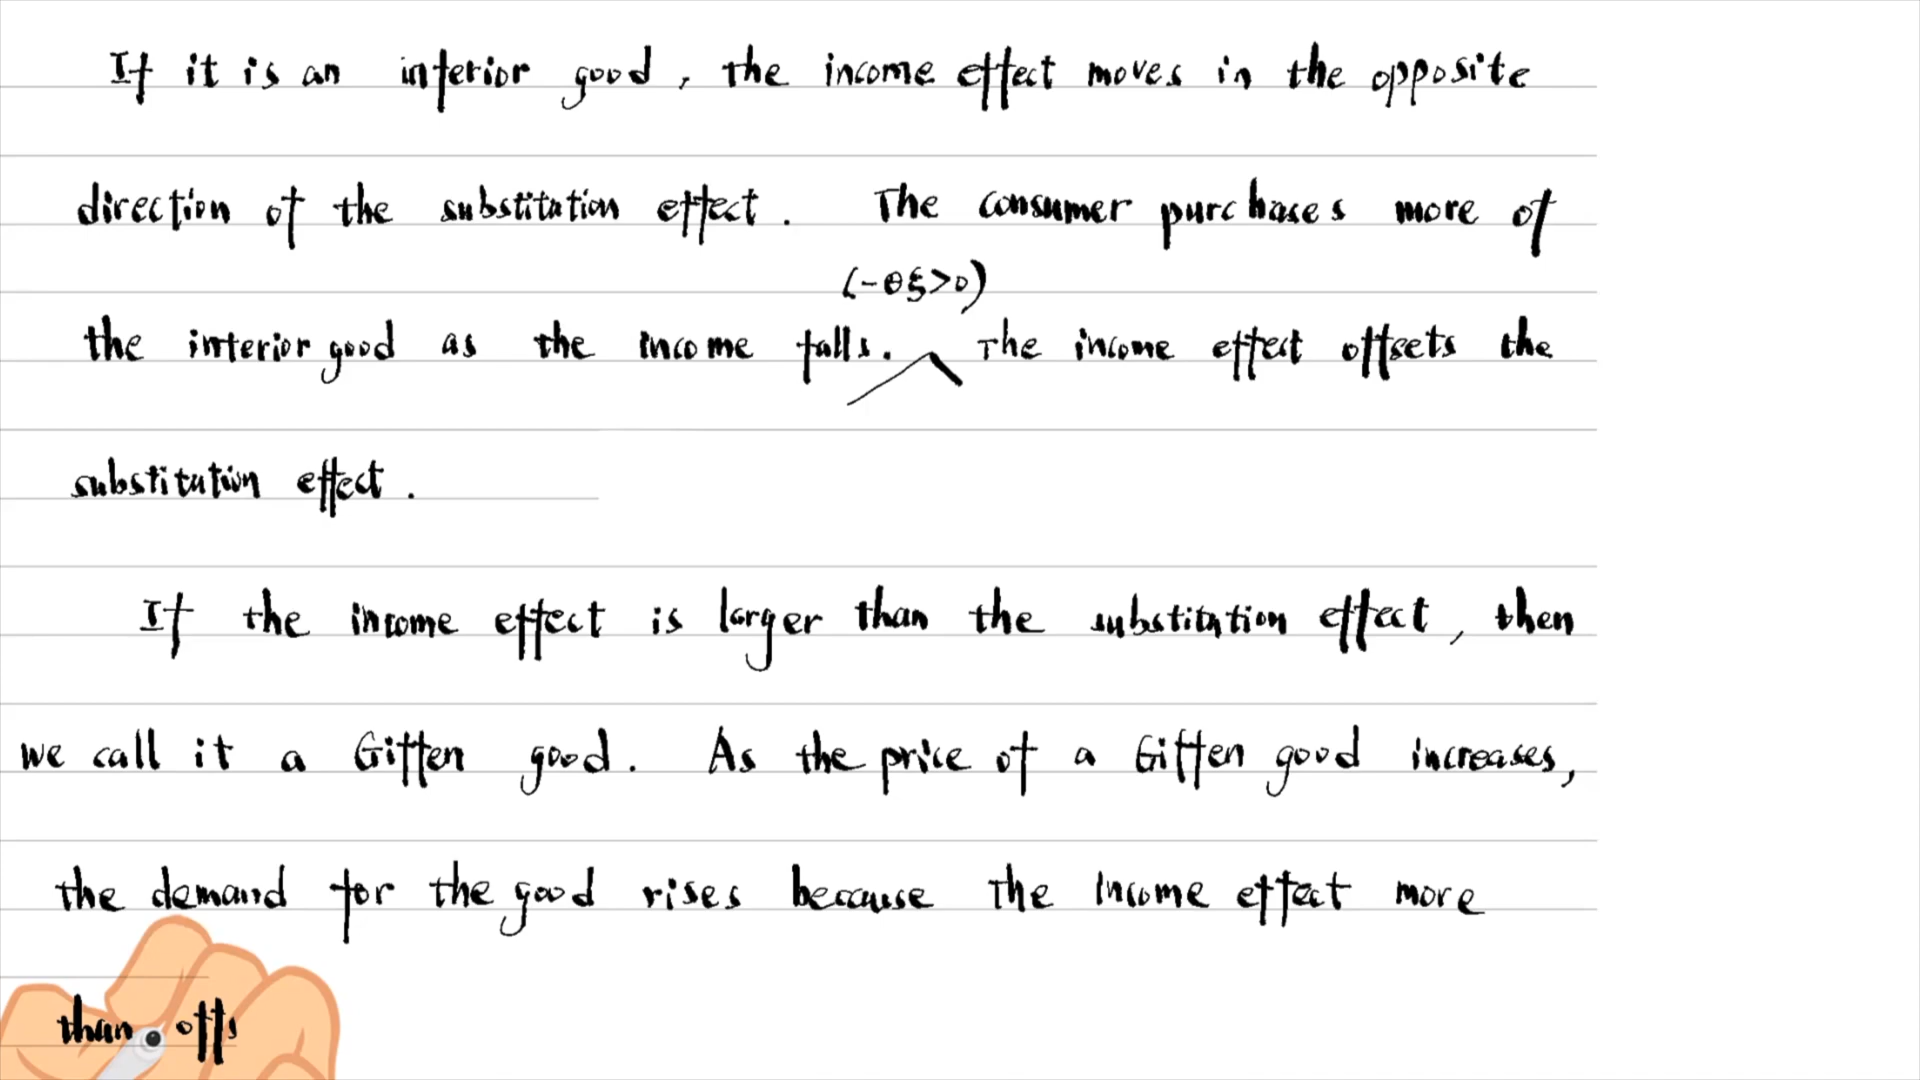 If it is an inferior good, the income effect moves in the opposite
direction of the substitution effect. The consumer purchases more of
(-θξ>0)
the inferior good as the income falls. The income effect offsets the
substitution effect.
If the income effect is larger than the substitution effect, then
we call it a Giffen good. As the price of a Giffen good increases,
the demand for the good rises because the income effect more
than offs